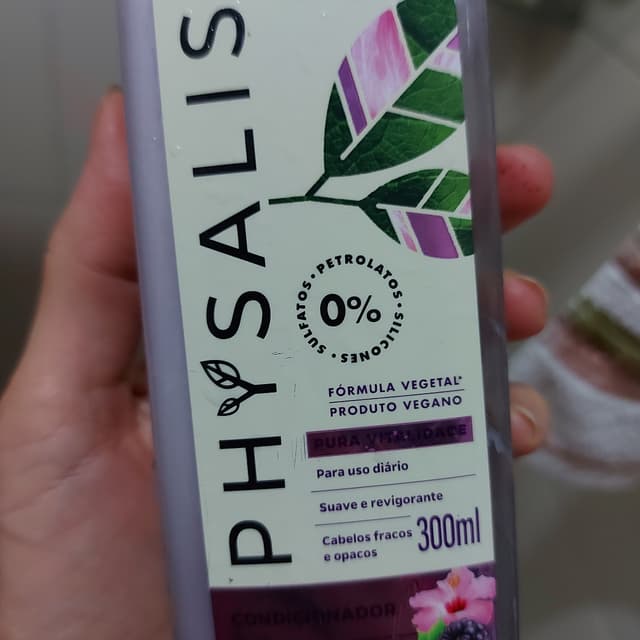 PHYSALIS
PETROLATOS • SILICONES • SULFATOS •
0%
FÓRMULA VEGETAL*
PRODUTO VEGANO
PURA VITALIDADE
Para uso diário
Suave e revigorante
Cabelos fracos
e opacos
300ml
CONDICIONADOR